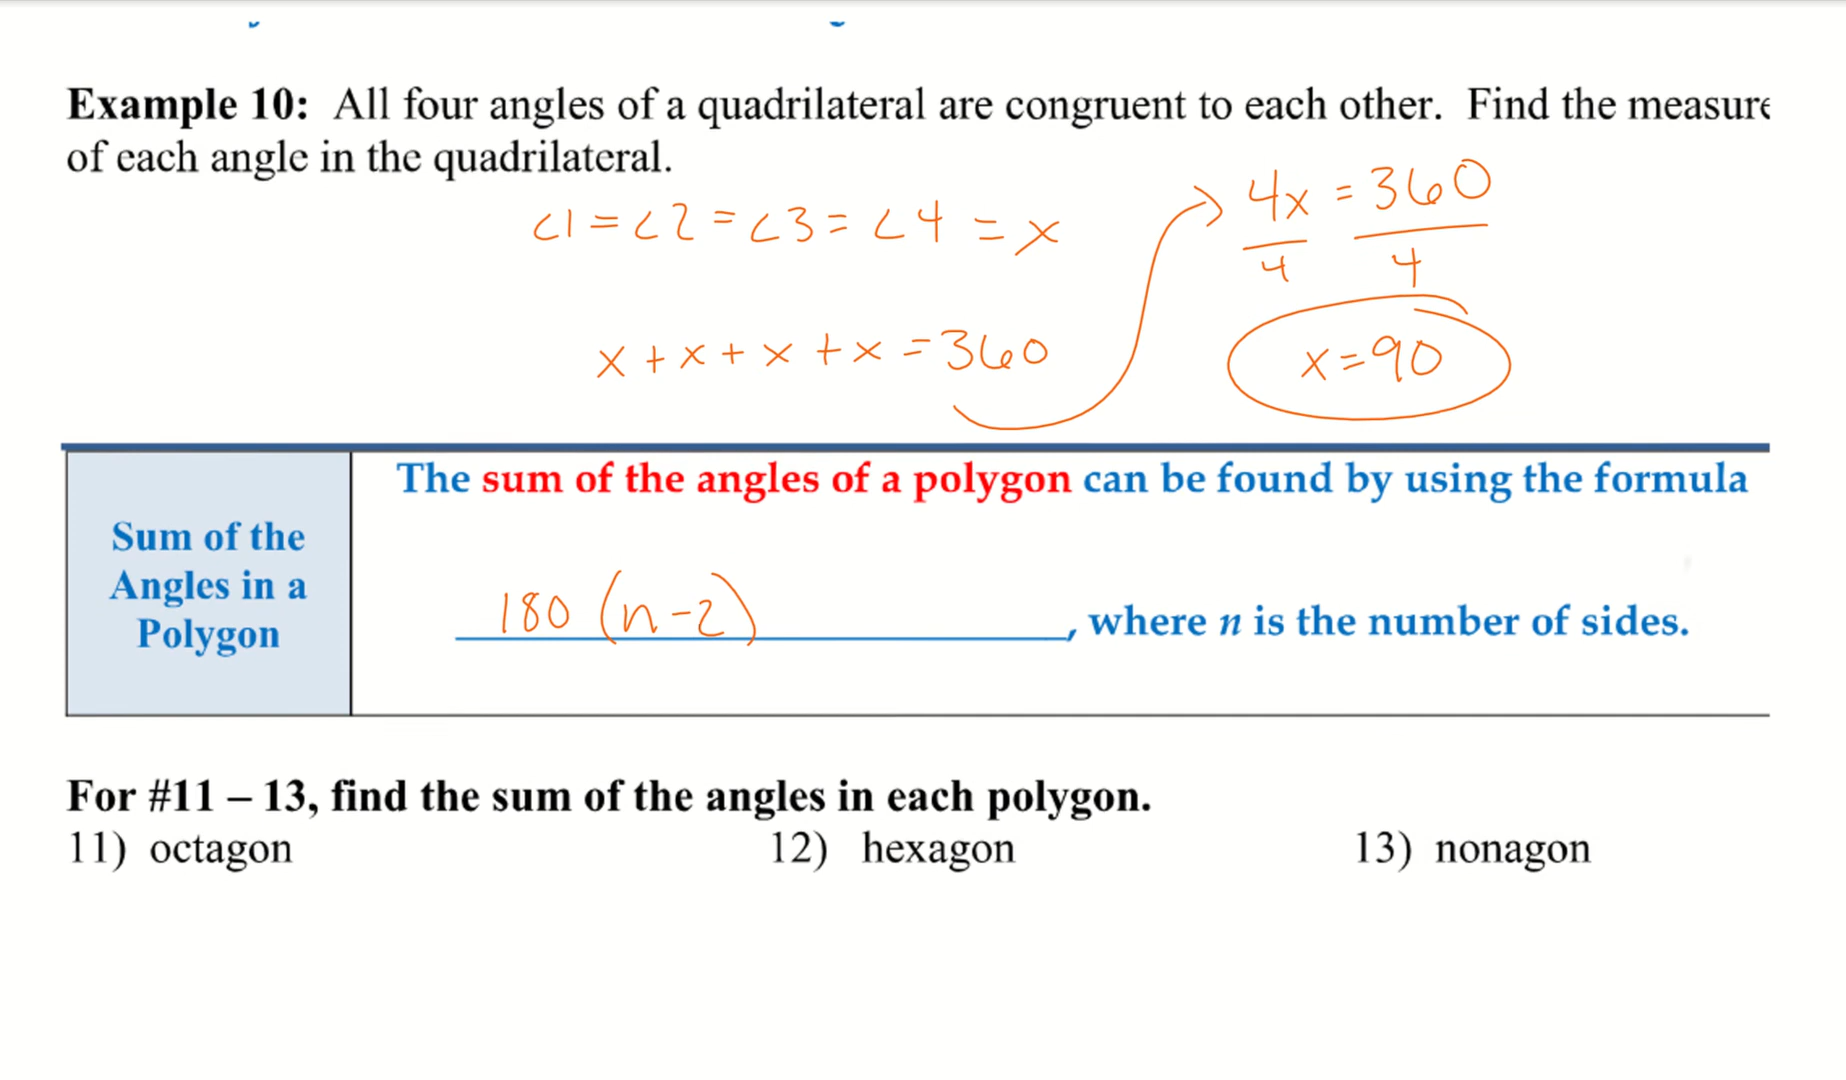 Example 10: All four angles of a quadrilateral are congruent to each other. Find the measure
of each angle in the quadrilateral.
∠1 = ∠2 = ∠3 = ∠4 = x
x + x + x + x = 360
4x = 360
4 4
x = 90
Sum of the
Angles in a
Polygon
The sum of the angles of a polygon can be found by using the formula
180 (n-2), where n is the number of sides.
For #11 – 13, find the sum of the angles in each polygon.
11) octagon 12) hexagon 13) nonagon